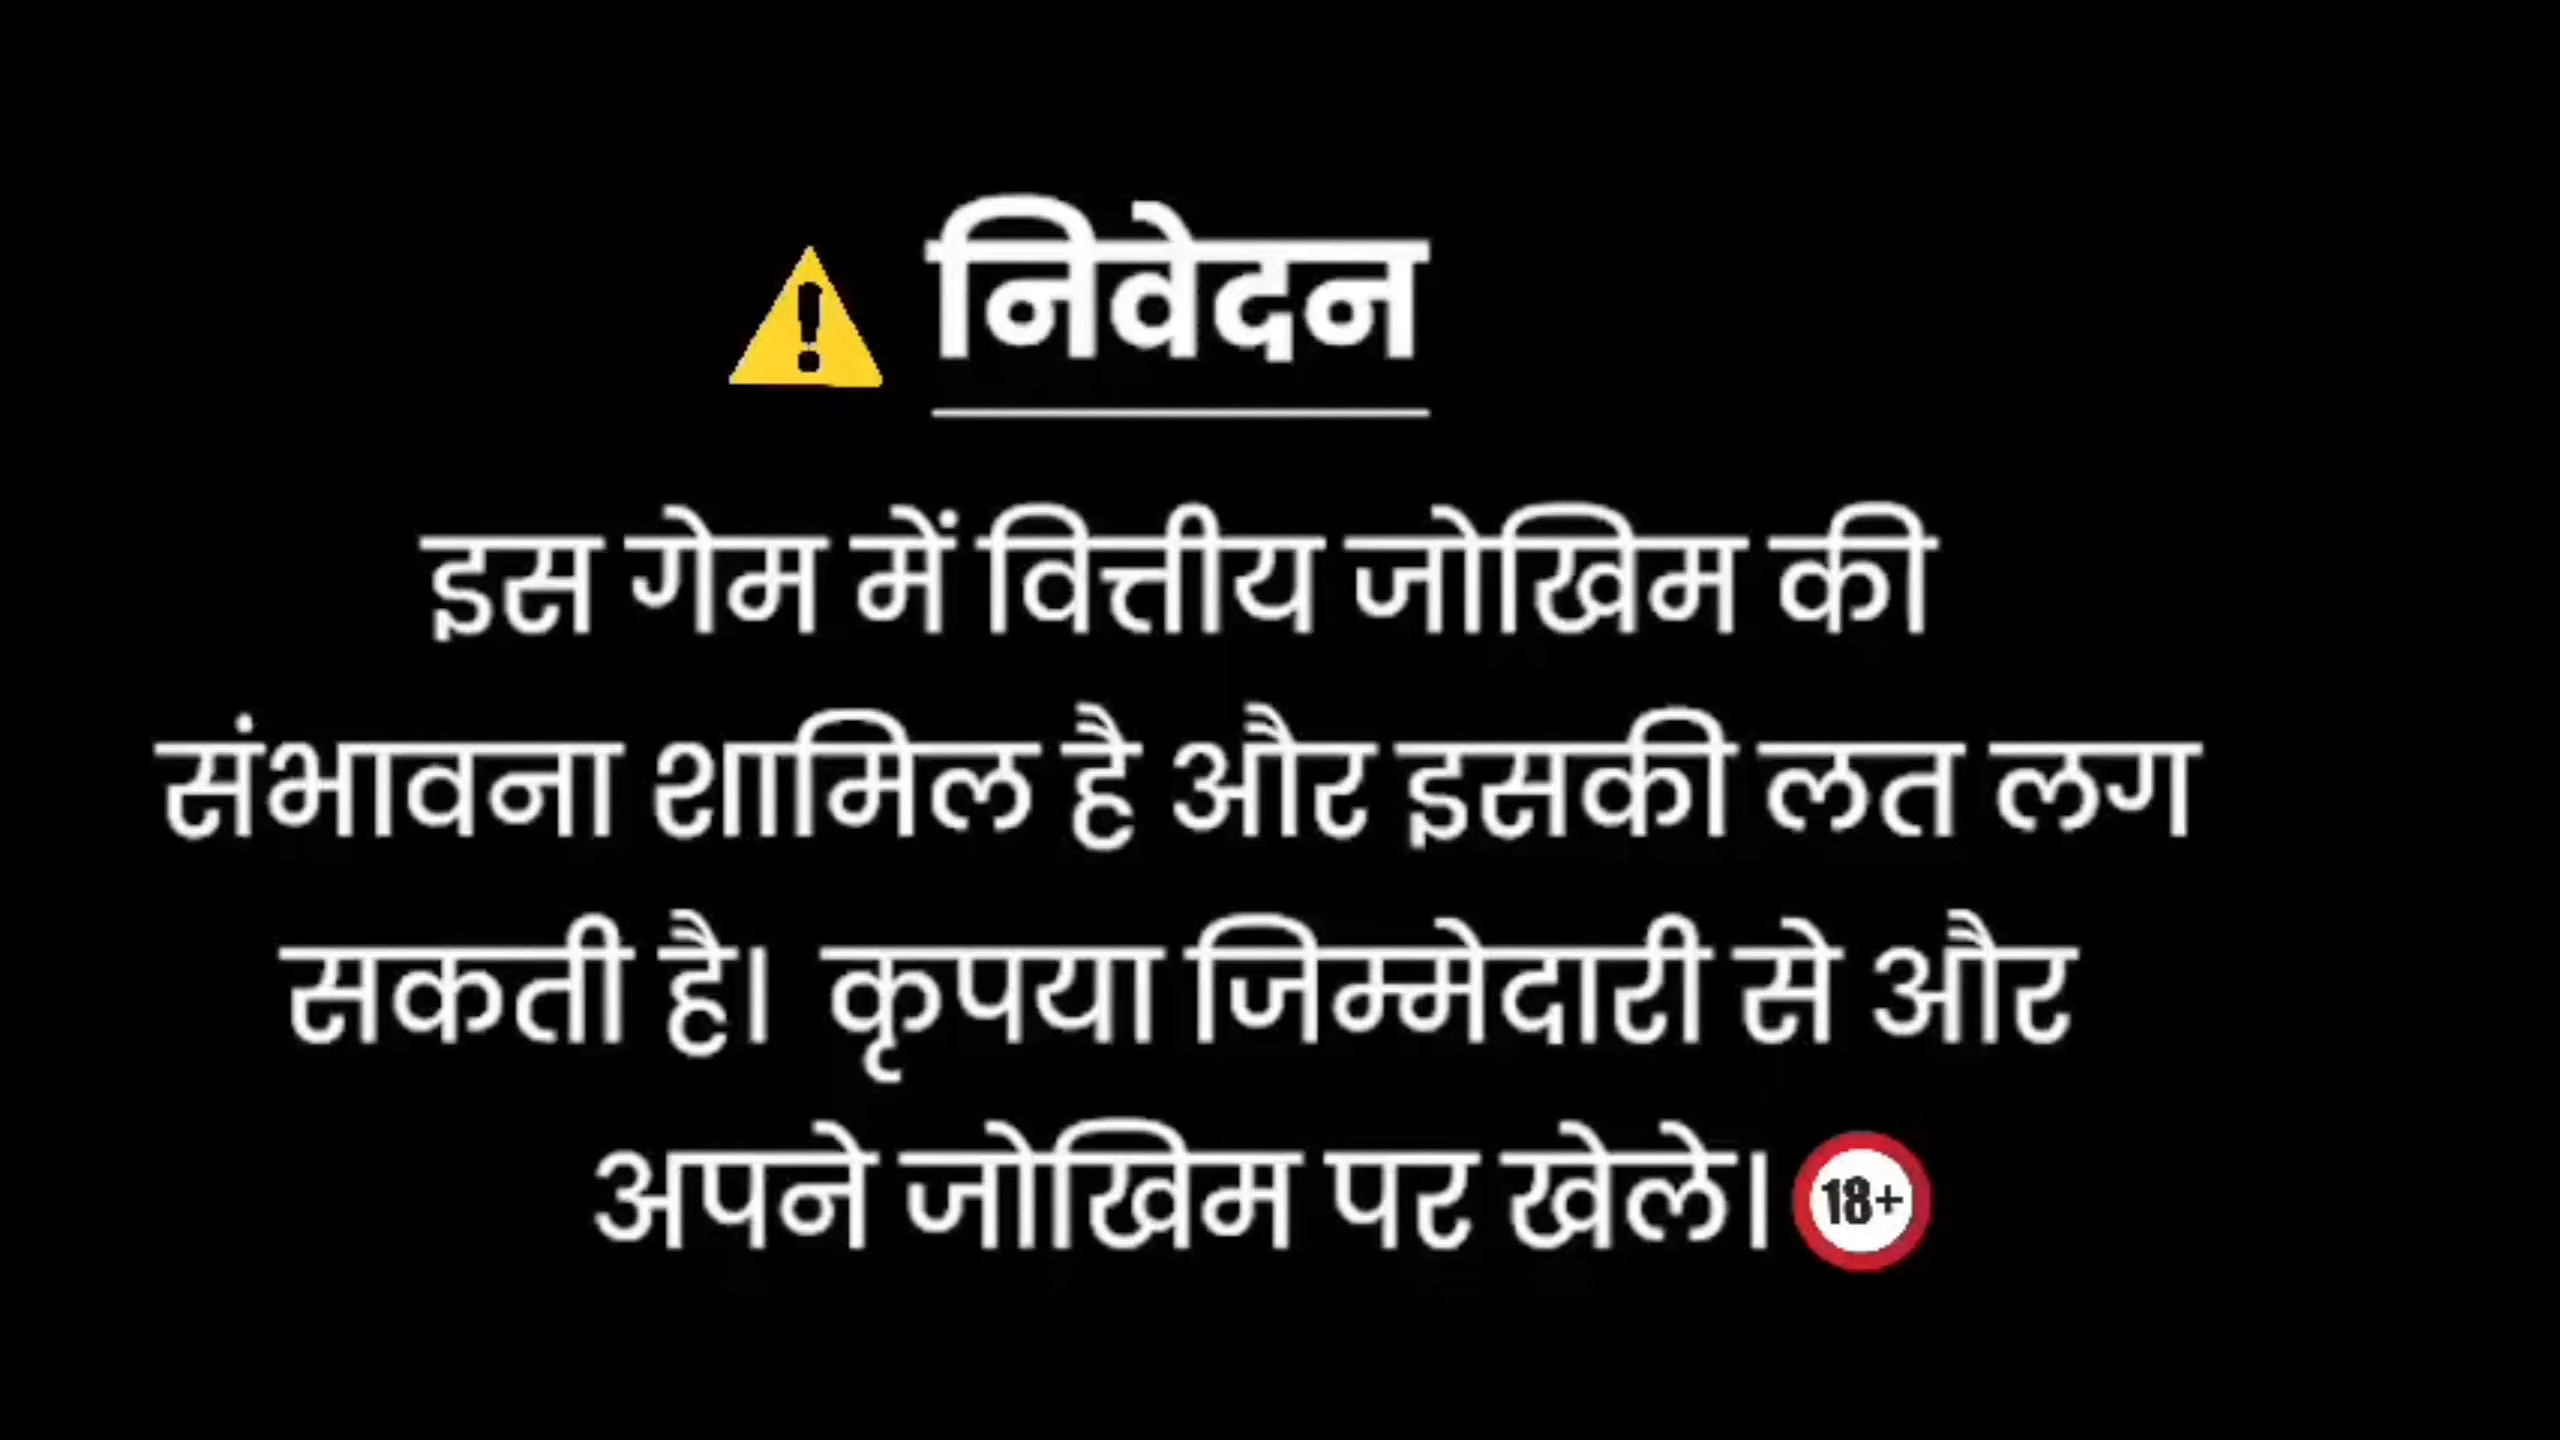 ⚠ निवेदन
इस गेम में वित्तीय जोखिम की
संभावना शामिल है और इसकी लत लग
सकती है। कृपया जिम्मेदारी से और
अपने जोखिम पर खेले। 18+